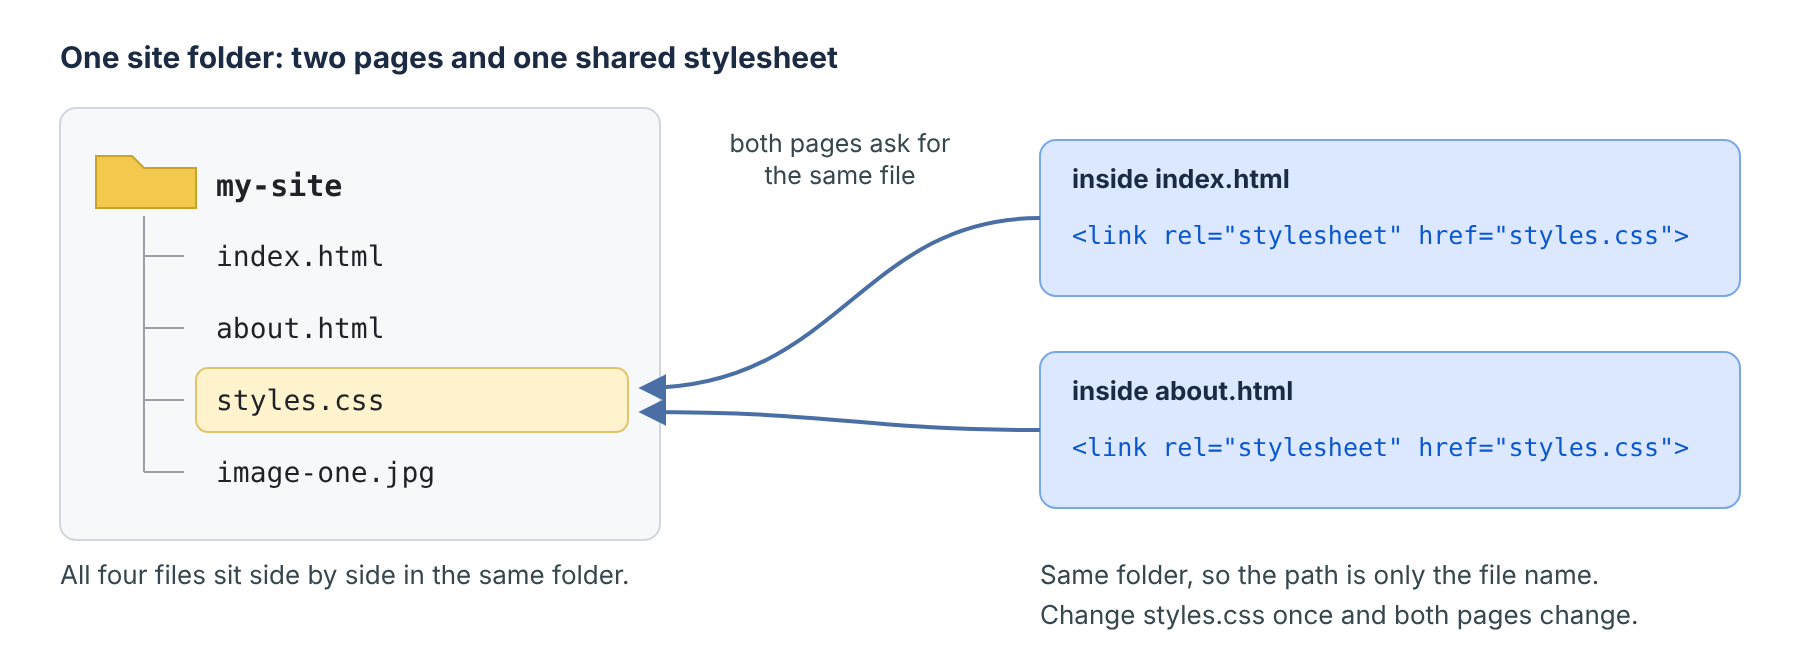 One site folder: two pages and one shared stylesheet
my-site
index.html
about.html
styles.css
image-one.jpg
All four files sit side by side in the same folder.
both pages ask for
the same file
inside index.html
<link rel="stylesheet" href="styles.css">
inside about.html
<link rel="stylesheet" href="styles.css">
Same folder, so the path is only the file name.
Change styles.css once and both pages change.